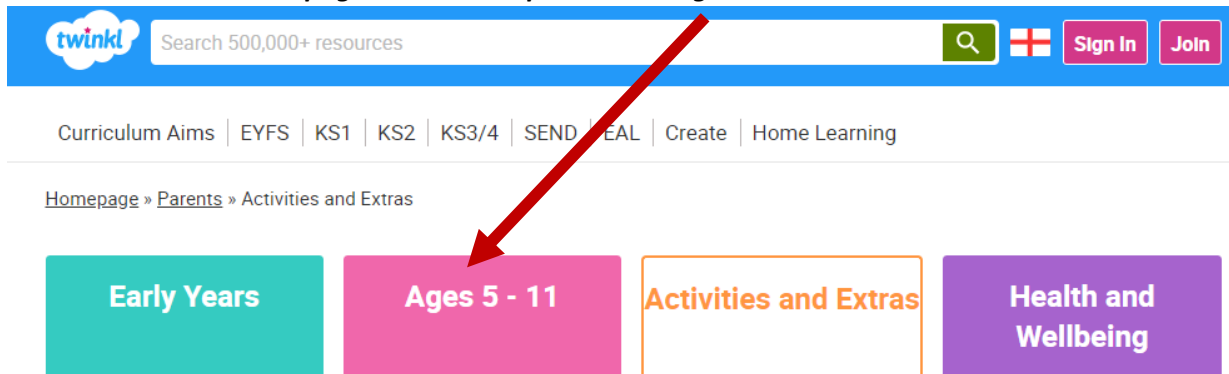 twinkl
Search 500,000+ resources
Sign In
Join
Curriculum Aims | EYFS | KS1 | KS2 | KS3/4 | SEND | EAL | Create | Home Learning
Homepage » Parents » Activities and Extras
Early Years
Ages 5 - 11
Activities and Extras
Health and
Wellbeing